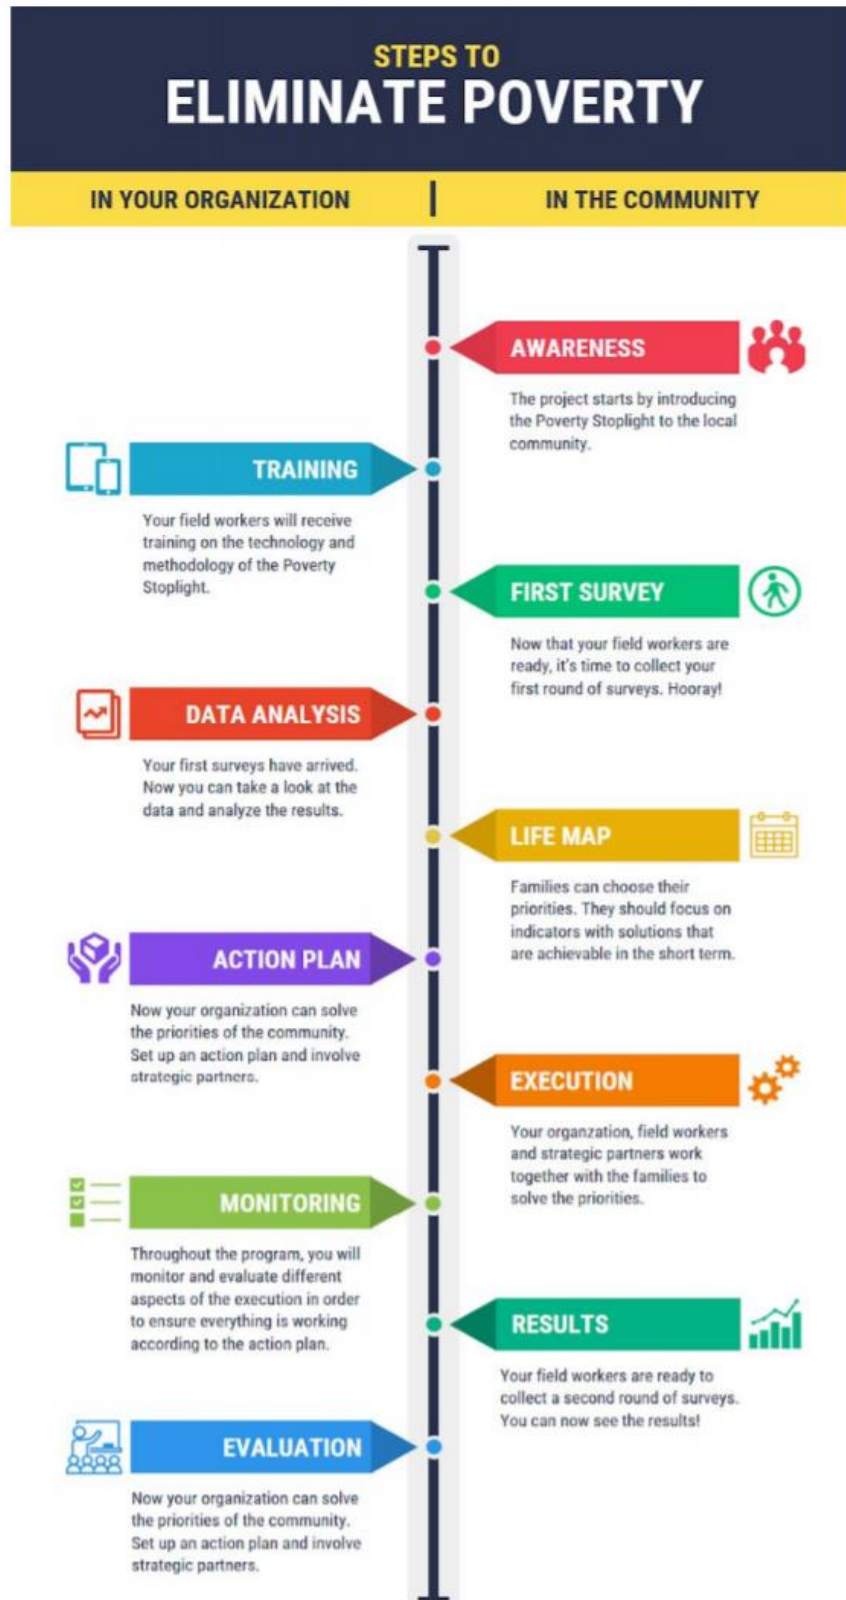 STEPS TO
ELIMINATE POVERTY
IN YOUR ORGANIZATION
IN THE COMMUNITY
AWARENESS
The project starts by introducing
the Poverty Stoplight to the local
community.
TRAINING
Your field workers will receive
training on the technology and
methodology of the Poverty
Stoplight.
FIRST SURVEY
Now that your field workers are
ready, it's time to collect your
first round of surveys. Hooray!
DATA ANALYSIS
Your first surveys have arrived.
Now you can take a look at the
data and analyze the results.
LIFE MAP
Families can choose their
priorities. They should focus on
indicators with solutions that
are achievable in the short term.
ACTION PLAN
Now your organization can solve
the priorities of the community.
Set up an action plan and involve
strategic partners.
EXECUTION
Your organzation, field workers
and strategic partners work
together with the families to
solve the priorities.
MONITORING
Throughout the program, you will
monitor and evaluate different
aspects of the execution in order
to ensure everything is working
according to the action plan.
RESULTS
Your field workers are ready to
collect a second round of surveys.
You can now see the results!
EVALUATION
Now your organization can solve
the priorities of the community.
Set up an action plan and involve
strategic partners.